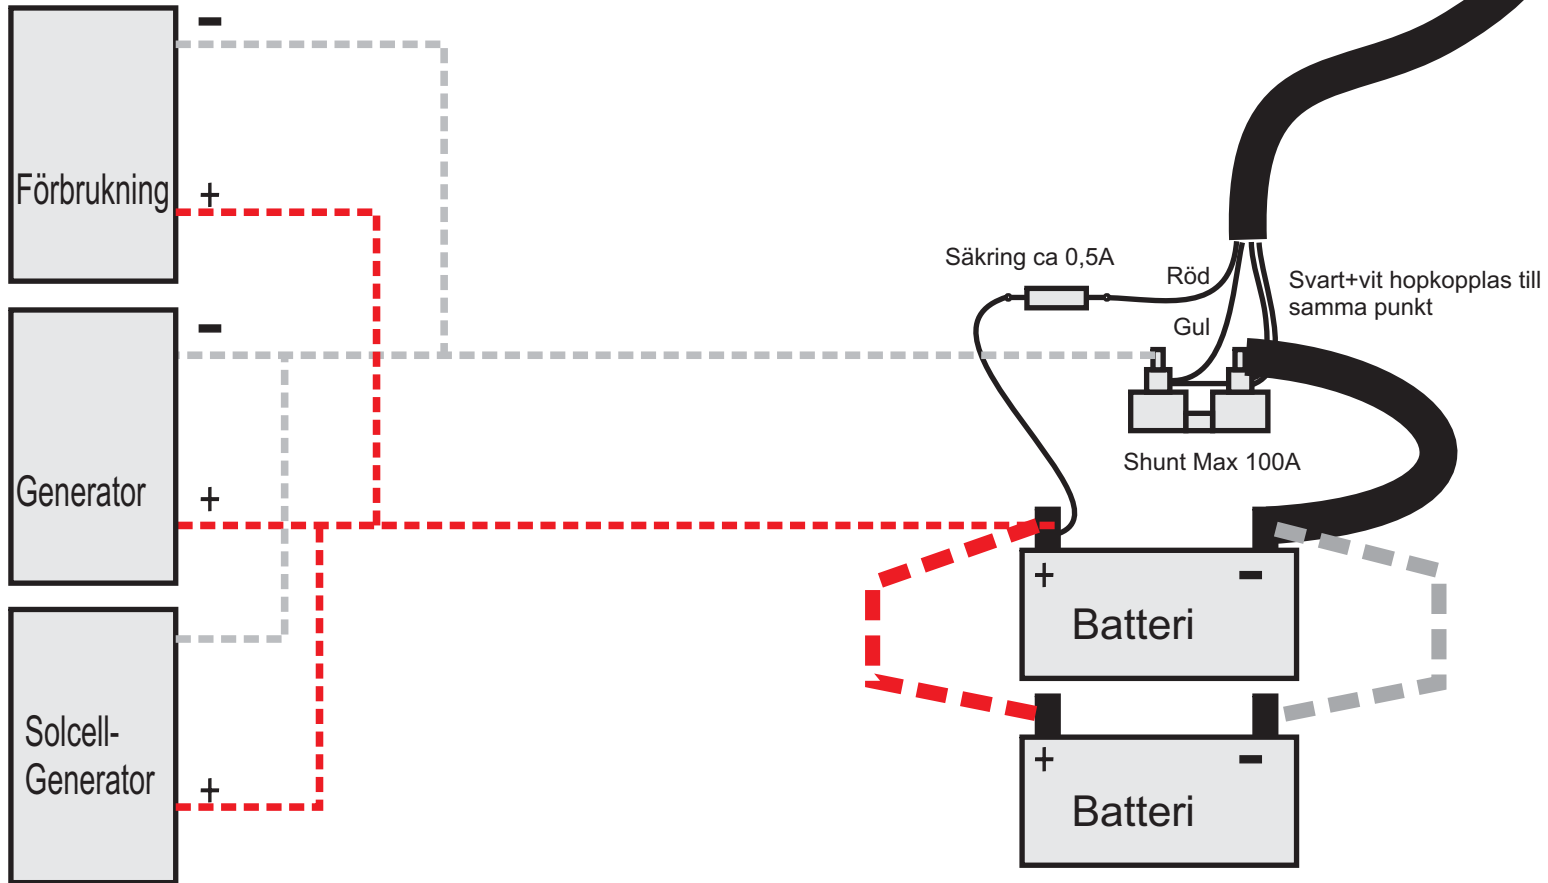 −
Förbrukning
+
Säkring ca 0,5A
Röd
Svart+vit hopkopplas till
samma punkt
Gul
−
Shunt Max 100A
Generator
+
+ −
Batteri
Solcell-
Generator
+
+ −
Batteri